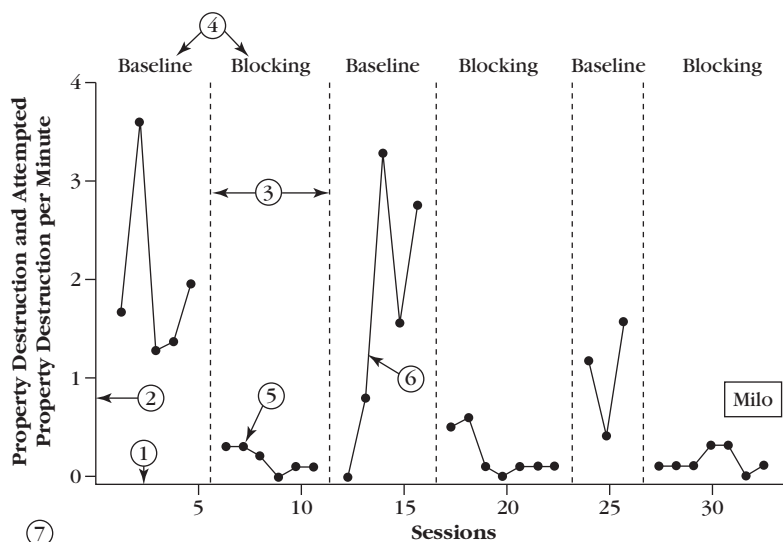 ④
Baseline Blocking Baseline Blocking Baseline Blocking
Property Destruction and Attempted
Property Destruction per Minute
4
3
2
1
0
③
②
⑤
⑥
①
Milo
5 10 15 20 25 30
Sessions
⑦